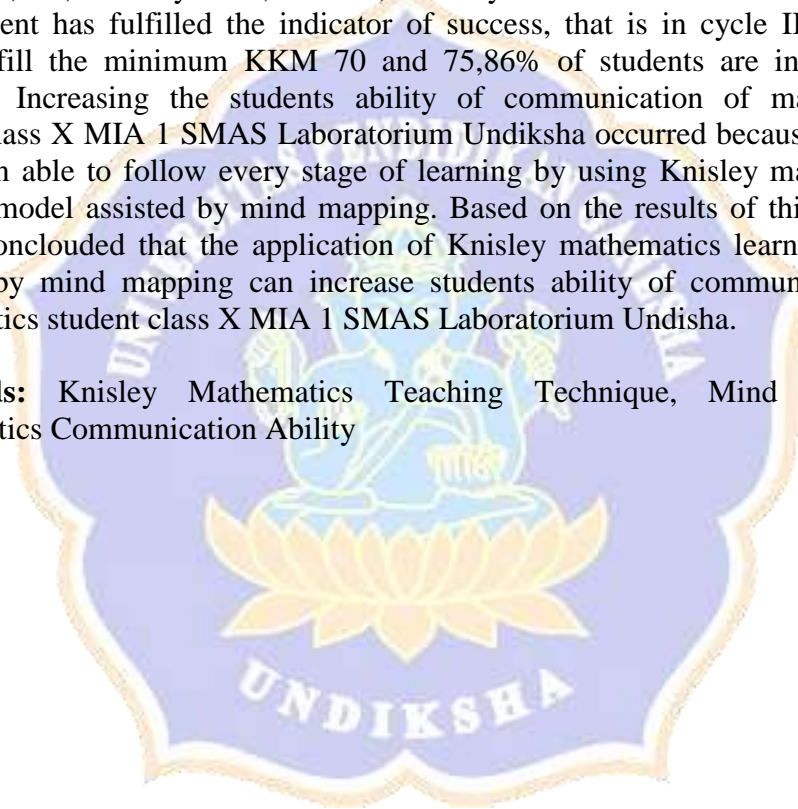 ent has fulfilled the indicator of success, that is in cycle II
fill the minimum KKM 70 and 75,86% of students are in
Increasing the students ability of communication of ma
lass X MIA 1 SMAS Laboratorium Undiksha occurred becaus
n able to follow every stage of learning by using Knisley ma
model assisted by mind mapping. Based on the results of thi
onclouded that the application of Knisley mathematics learn
by mind mapping can increase students ability of commun
tics student class X MIA 1 SMAS Laboratorium Undisha.
ds: Knisley Mathematics Teaching Technique, Mind
tics Communication Ability
UNIVERSITAS PENDIDIKAN GANESHA
UNDIKSHA